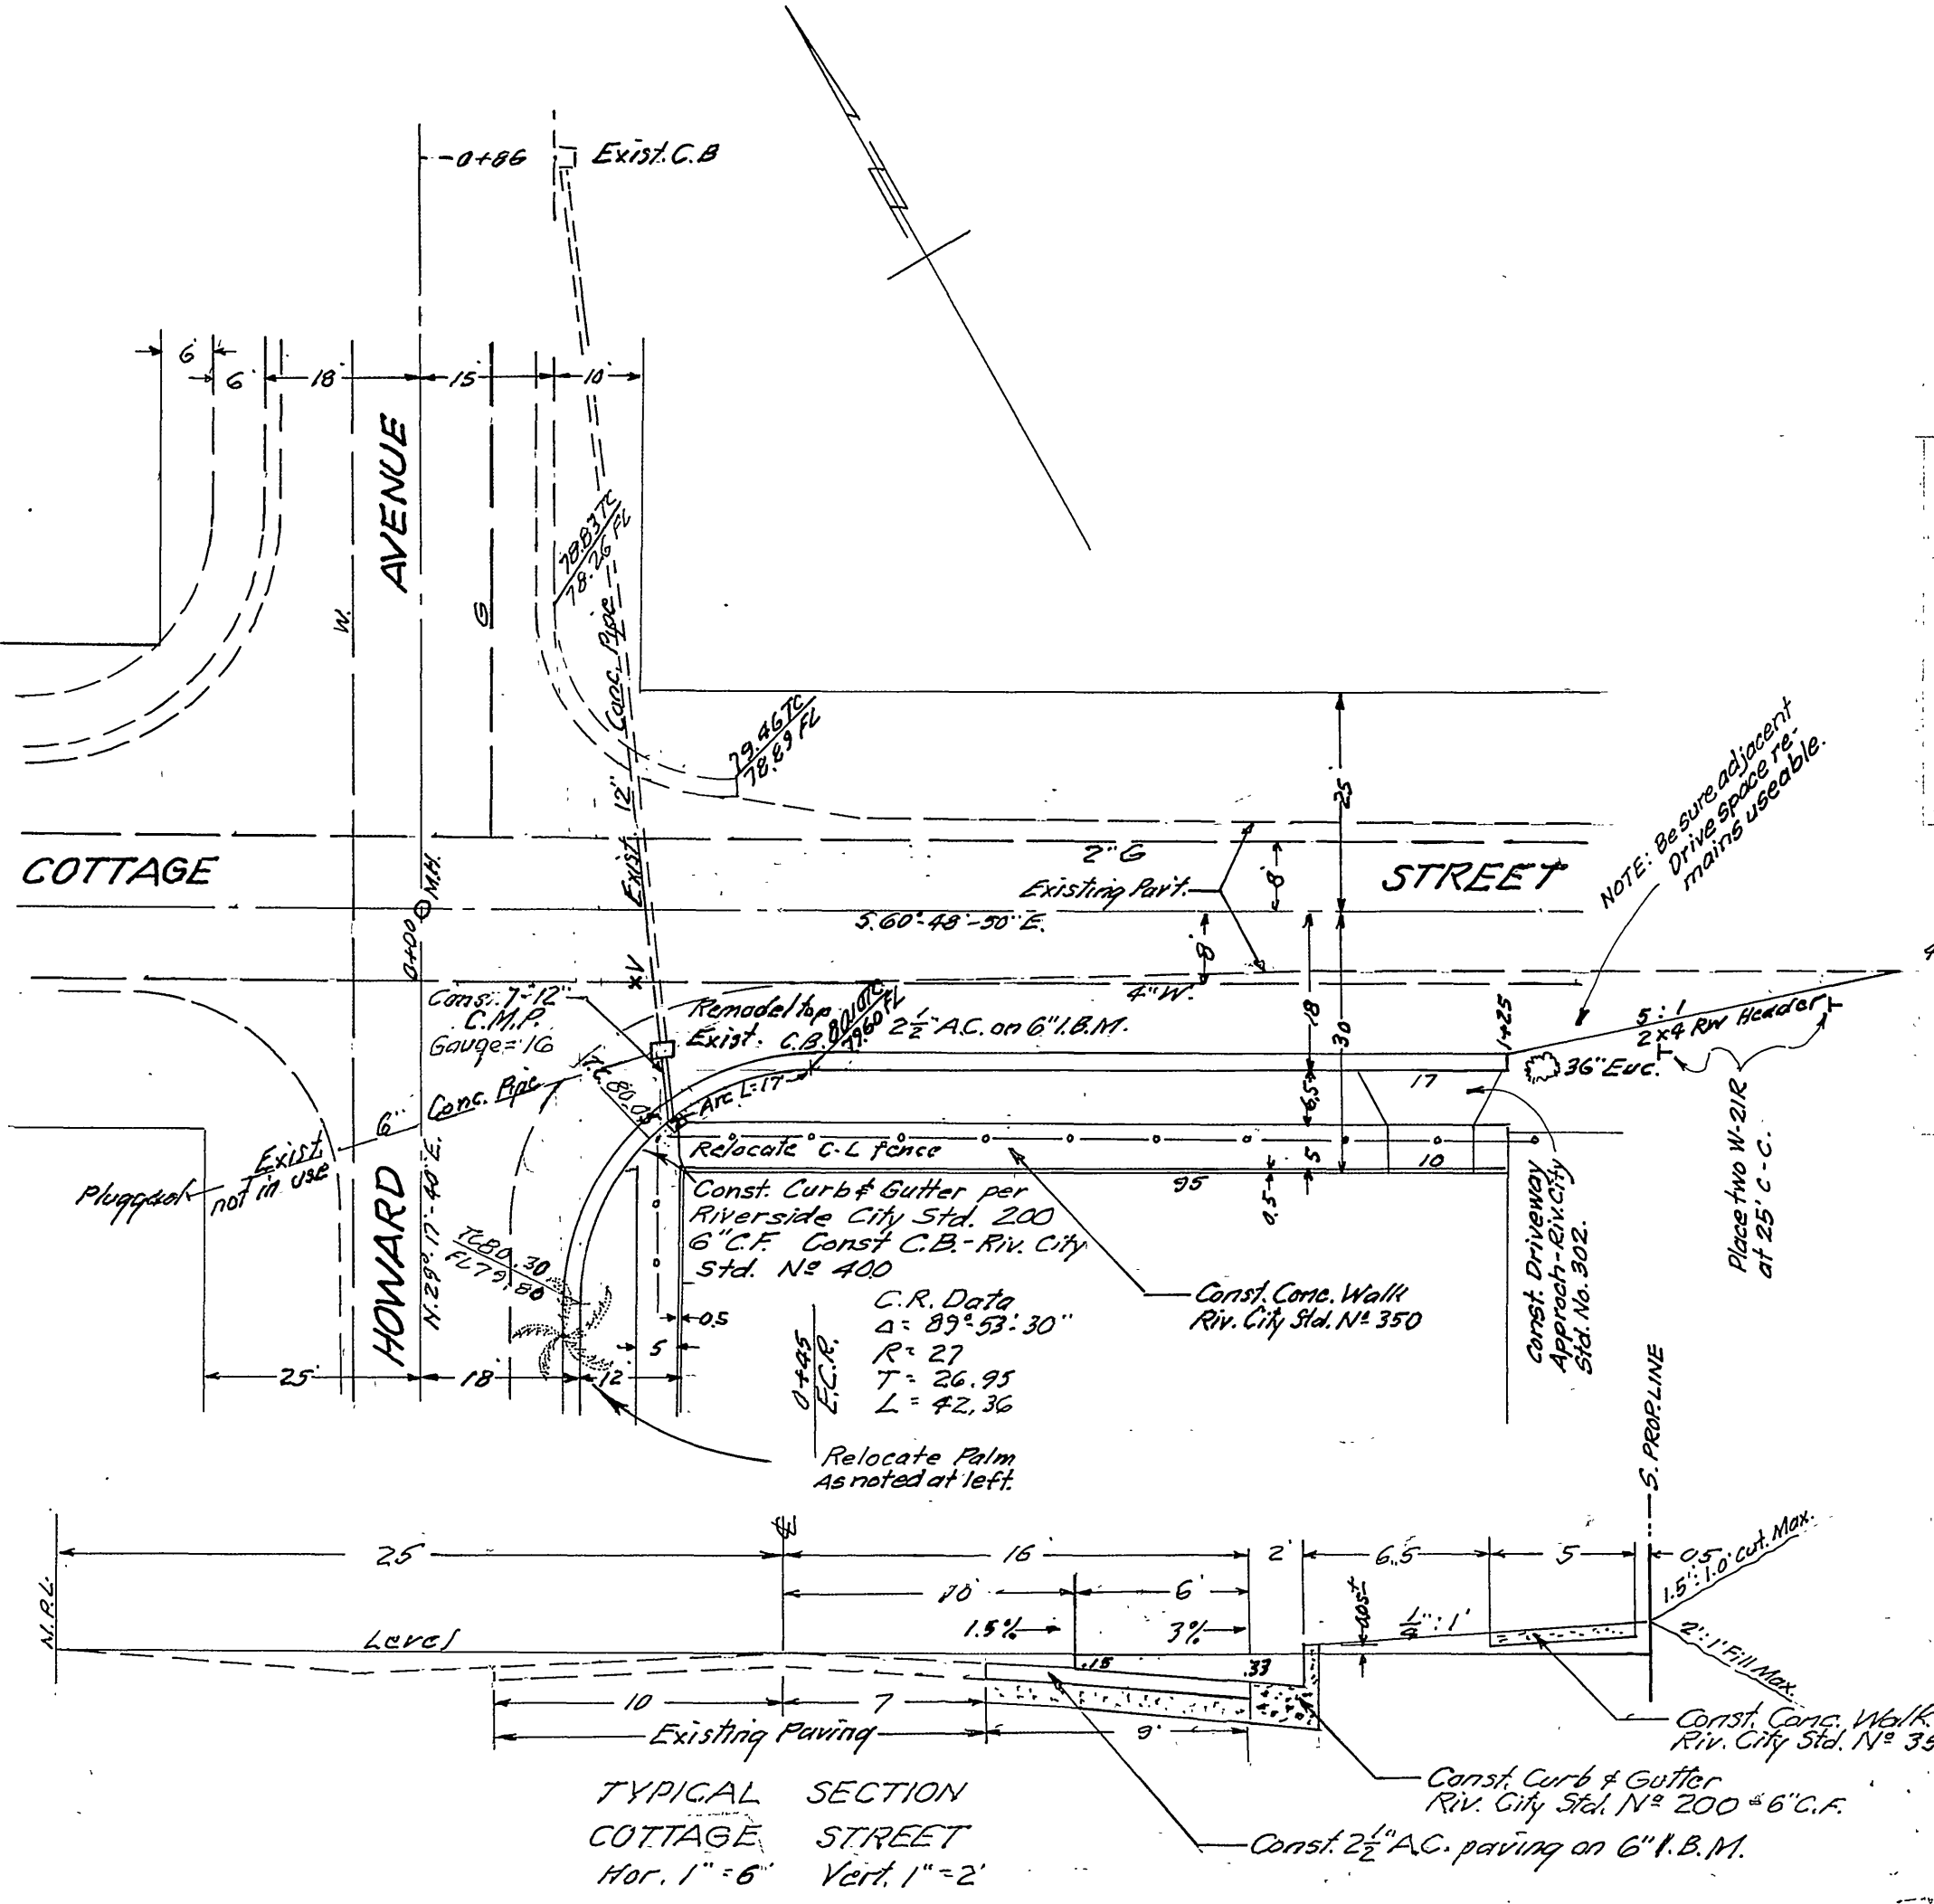 0+86
Exist. C.B
6'
6'
18'
15'
10'
AVENUE
W.
G
78.83 TC
78.26 FL
Exist. 12" Conc. Pipe
79.46 TC
78.89 FL
25'
NOTE: Be sure adjacent
Drive space re-
mains useable.
COTTAGE
STREET
2" G
8'
Existing Pav't.
M.H.
0+00
S. 60°-48'-50" E.
8'
XV
18
30
4" W.
Const. 7'-12"
C.M.P.
Gauge = 16
Remodel top
Exist. C.B.
80.10 TC
79.60 FL
2½" A.C. on 6" I.B.M.
1+25
5:1
2x4 RW Header
36" Euc.
Place two W-21R
at 25' C-C.
T.C. 80.05
Arc L=17'
17
6.5
6" Conc. Pipe
Exist.
not in use
Plugged
Relocate C-L fence
5
10
95
0.5
HOWARD
N. 29°-17'-40" E.
Const. Curb & Gutter per
Riverside City Std. 200
6" C.F. Const C.B.-Riv. City
Std. Nº 400
TC 80.30
FL 79.80
Const. Conc. Walk
Riv. City Std. Nº 350
Const. Driveway
Approach-Riv. City
Std. No. 302.
C.R. Data
Δ = 89°-53'-30"
R = 27
T = 26.95
L = 42.36
0.5
5
25'
18
12'
0+45
E.C.R.
Relocate Palm
As noted at left.
S. PROP. LINE
N.P.L.
25
℄
16
2'
6.5
5
0.5
1.5':1.0' Cut. Max.
10'
6'
1.5%
3%
.005±
¼":1'
Level
.15
.33
2':1' Fill Max.
10
7
9'
Existing Paving
Const. Conc. Walk.
Riv. City Std. Nº 35
Const. Curb & Gutter
Riv. City Std. Nº 200 6" C.F.
Const. 2½" A.C. paving on 6" I.B.M.
TYPICAL SECTION
COTTAGE STREET
Hor. 1" = 6' Vert. 1" = 2'